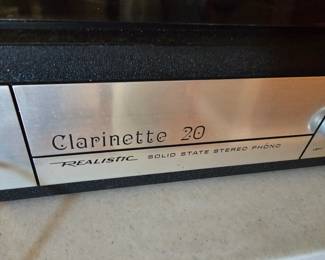 Clarinette 20
REALISTIC SOLID STATE STEREO PHONO